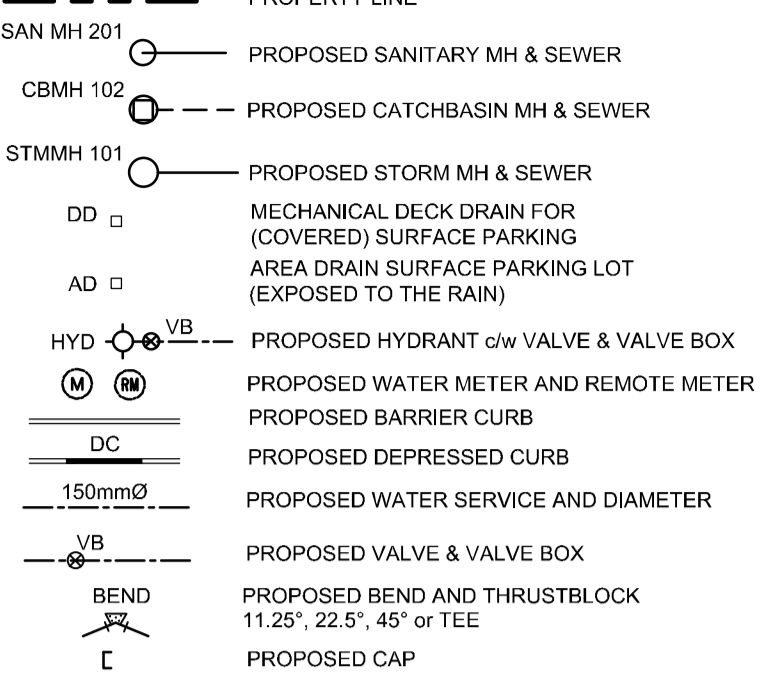 PROPERTY LINE
SAN MH 201
PROPOSED SANITARY MH & SEWER
CBMH 102
PROPOSED CATCHBASIN MH & SEWER
STMMH 101
PROPOSED STORM MH & SEWER
DD
MECHANICAL DECK DRAIN FOR
(COVERED) SURFACE PARKING
AD
AREA DRAIN SURFACE PARKING LOT
(EXPOSED TO THE RAIN)
HYD
VB
PROPOSED HYDRANT c/w VALVE & VALVE BOX
M
RM
PROPOSED WATER METER AND REMOTE METER
PROPOSED BARRIER CURB
DC
PROPOSED DEPRESSED CURB
150mmØ
PROPOSED WATER SERVICE AND DIAMETER
VB
PROPOSED VALVE & VALVE BOX
BEND
PROPOSED BEND AND THRUSTBLOCK
11.25°, 22.5°, 45° or TEE
PROPOSED CAP